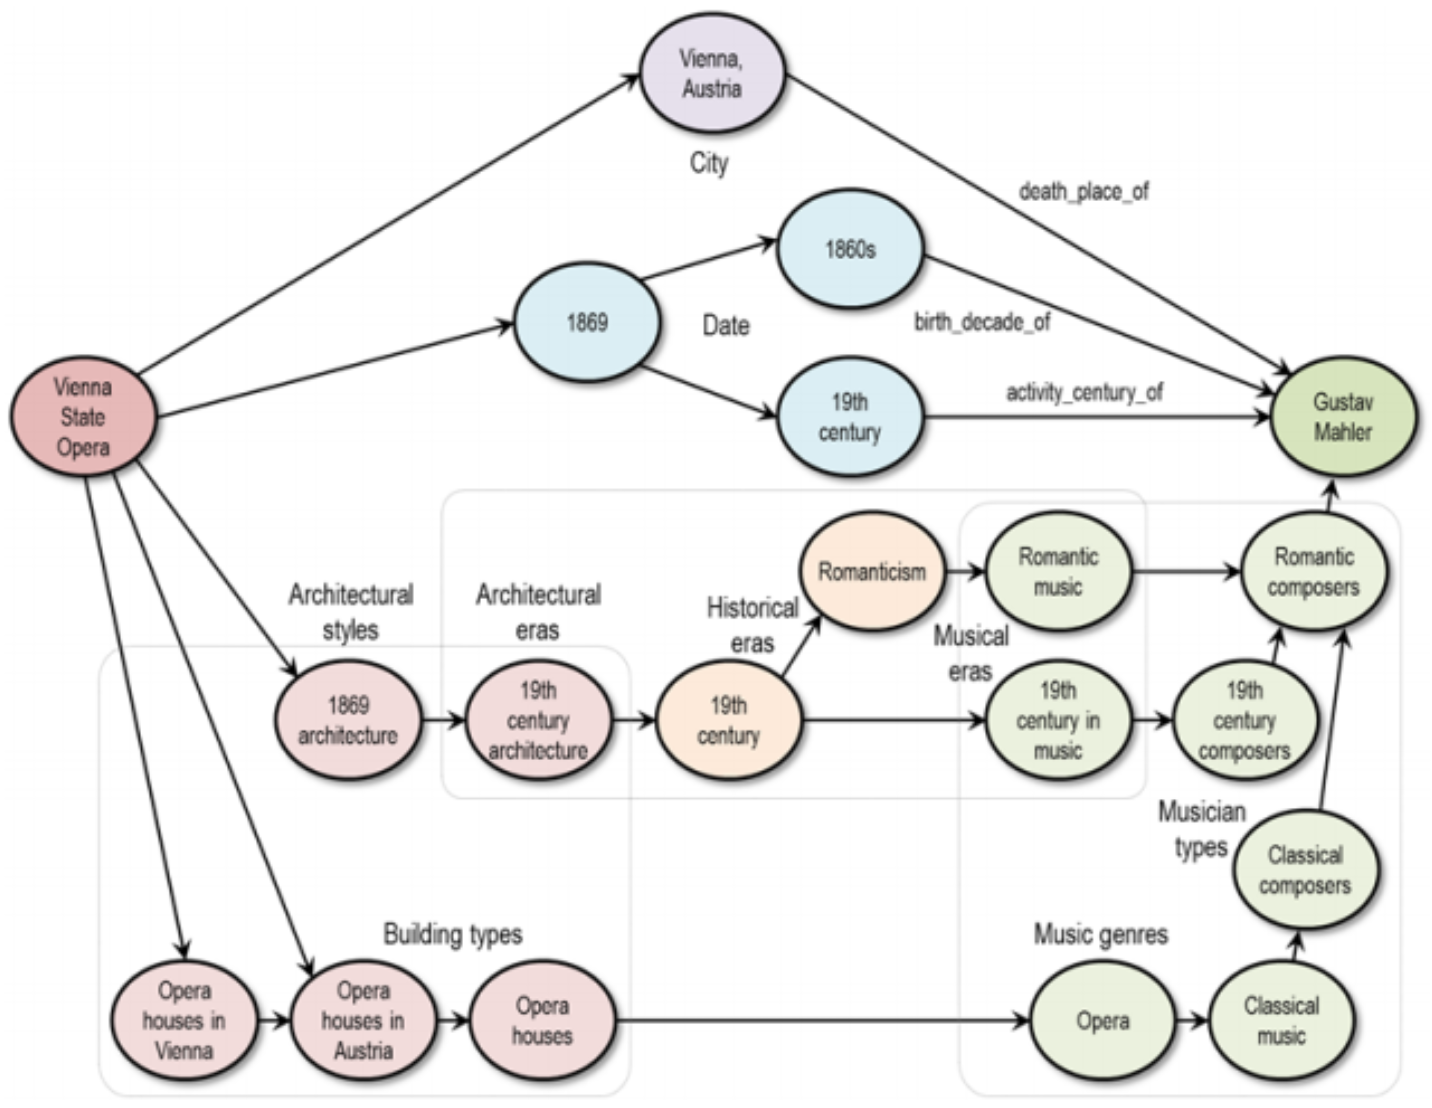 Vienna,
Austria
City
death_place_of
1860s
1869
Date
birth_decade_of
Vienna
State
Opera
19th
century
activity_century_of
Gustav
Mahler
Architectural
styles
Architectural
eras
Historical
eras
Romanticism
Musical
eras
Romantic
music
Romantic
composers
1869
architecture
19th
century
architecture
19th
century
19th
century in
music
19th
century
composers
Musician
types
Classical
composers
Building types
Music genres
Opera
houses in
Vienna
Opera
houses in
Austria
Opera
houses
Opera
Classical
music